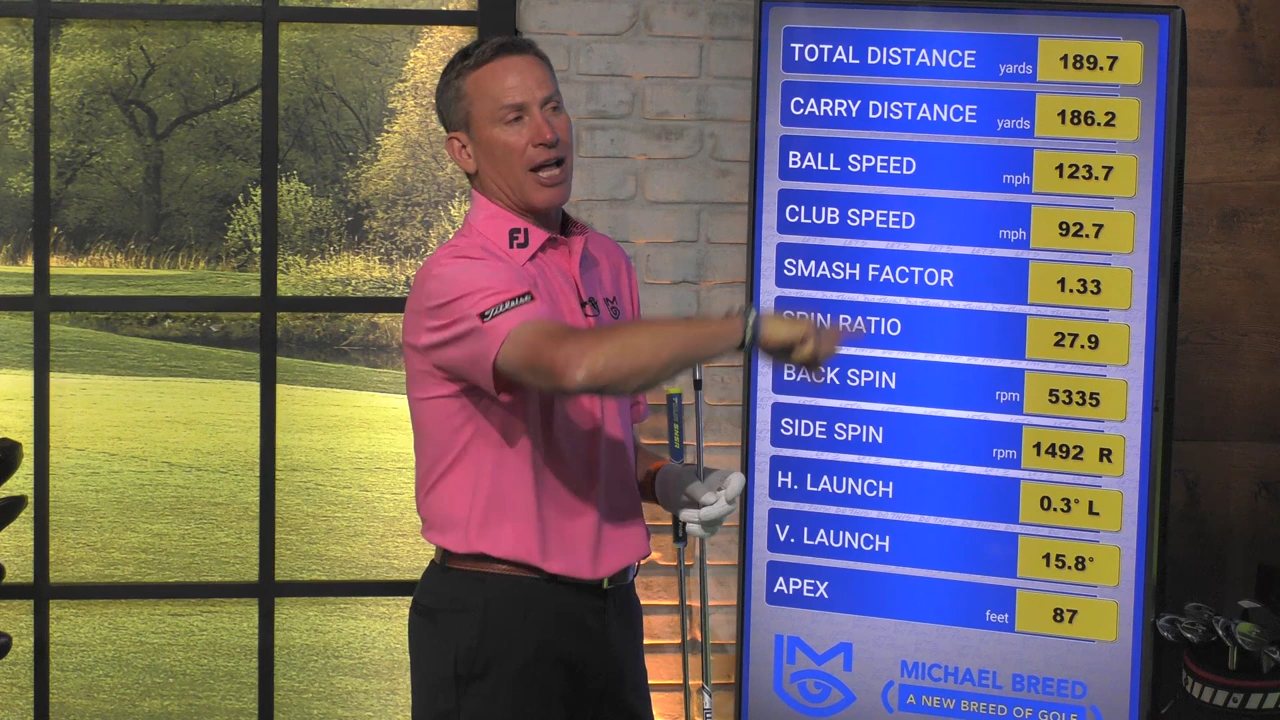 TOTAL DISTANCE yards 189.7
CARRY DISTANCE yards 186.2
BALL SPEED mph 123.7
CLUB SPEED mph 92.7
SMASH FACTOR 1.33
SPIN RATIO 27.9
BACK SPIN rpm 5335
SIDE SPIN rpm 1492 R
H. LAUNCH 0.3° L
V. LAUNCH 15.8°
APEX feet 87
MICHAEL BREED
A NEW BREED OF GOLF
FJ
Titleist